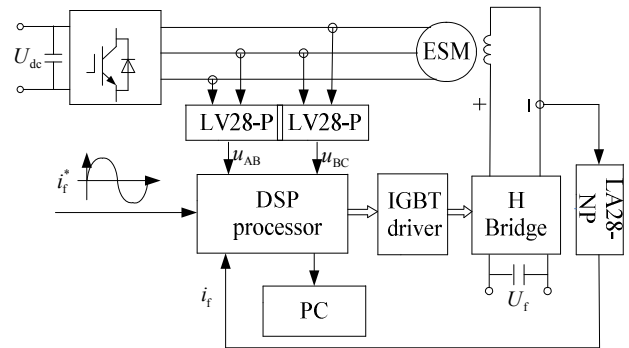 U_dc
ESM
LV28-P
LV28-P
u_AB
u_BC
+
i_f^*
DSP
processor
IGBT
driver
H
Bridge
LA28-
NP
i_f
PC
U_f